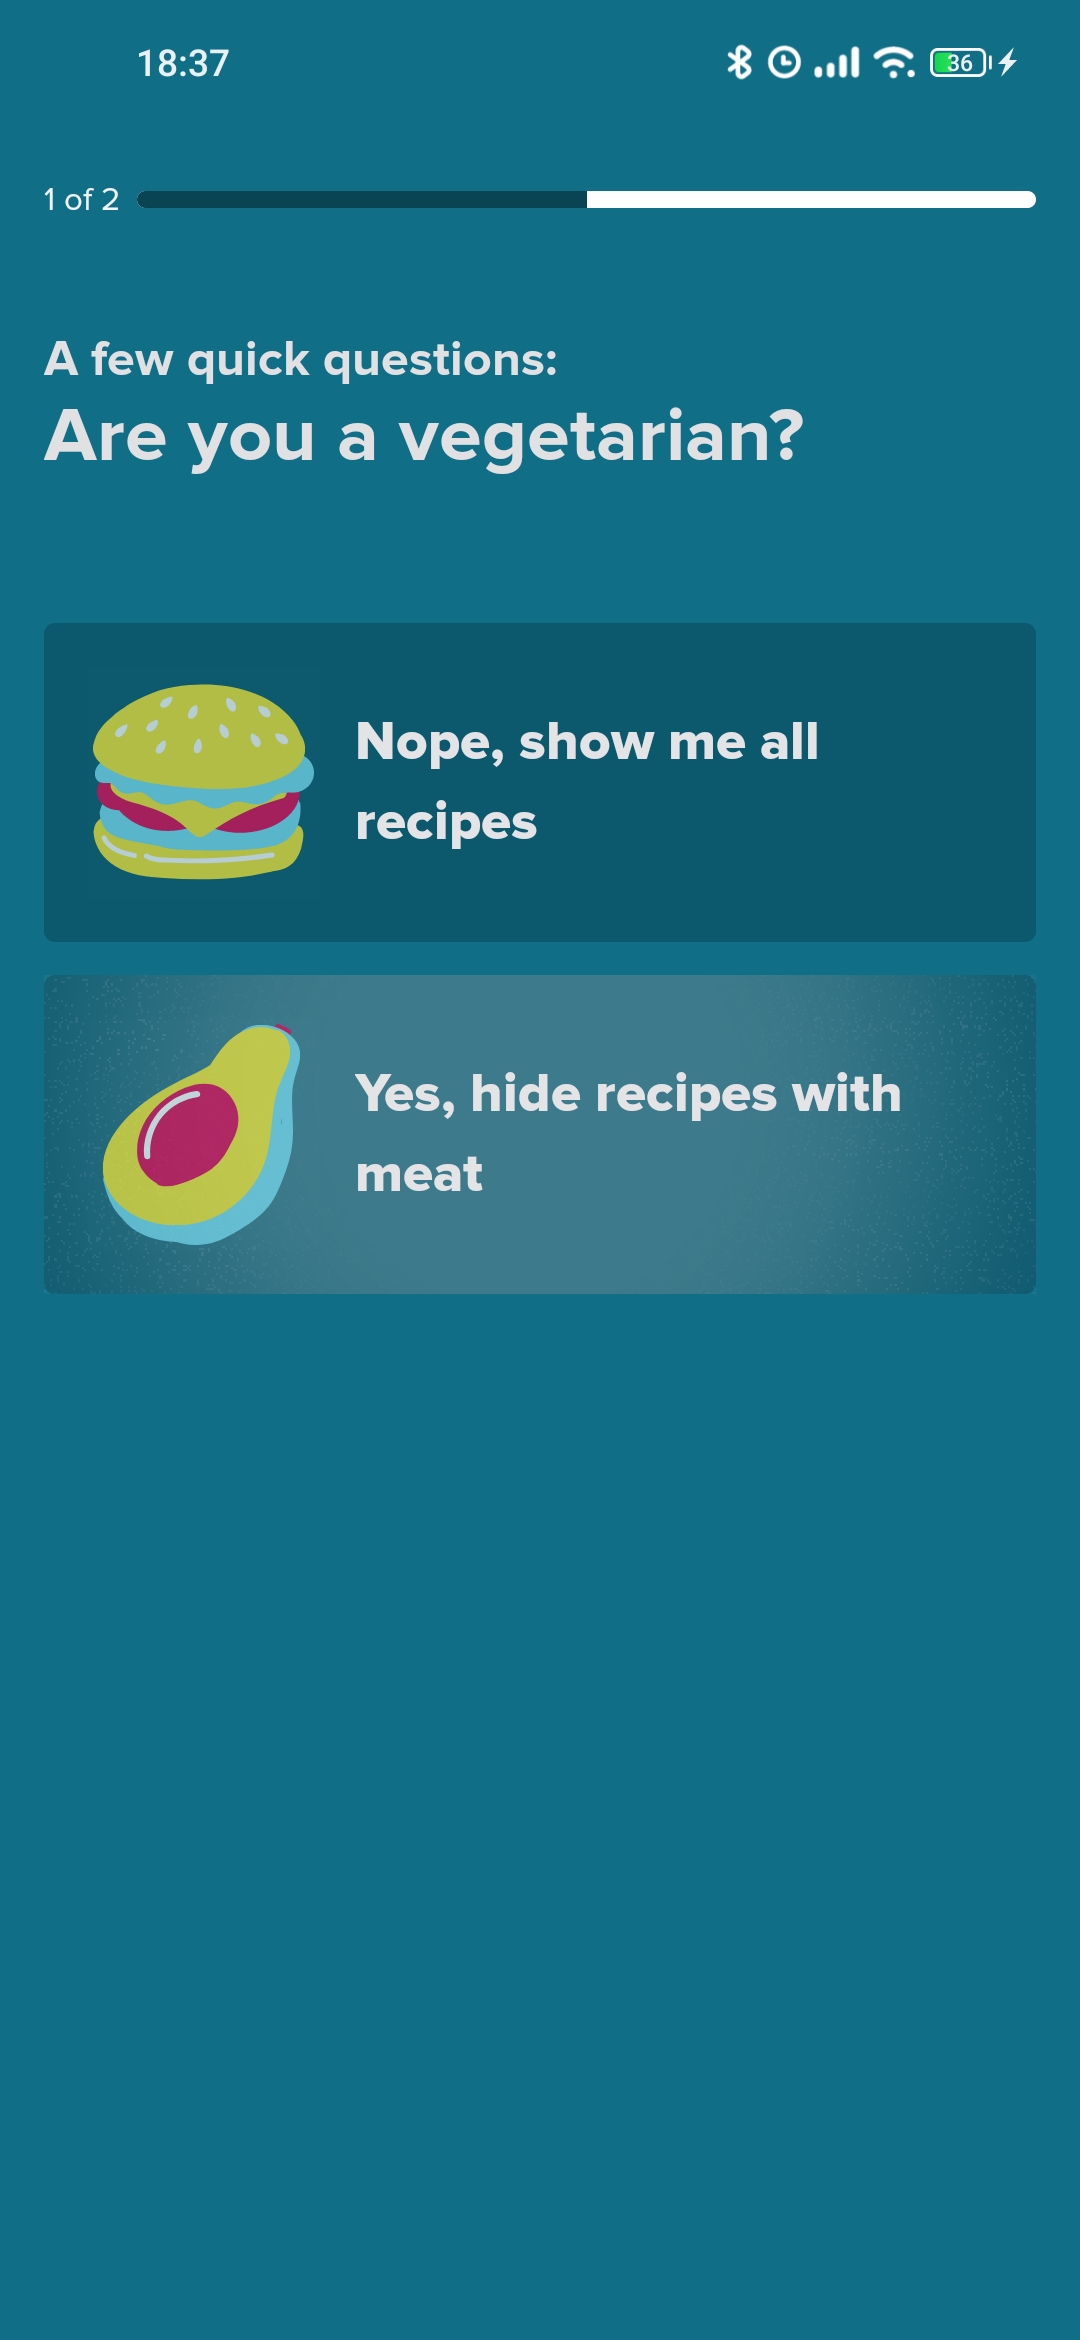 18:37
36
1 of 2
A few quick questions:
Are you a vegetarian?
Nope, show me all
recipes
Yes, hide recipes with
meat